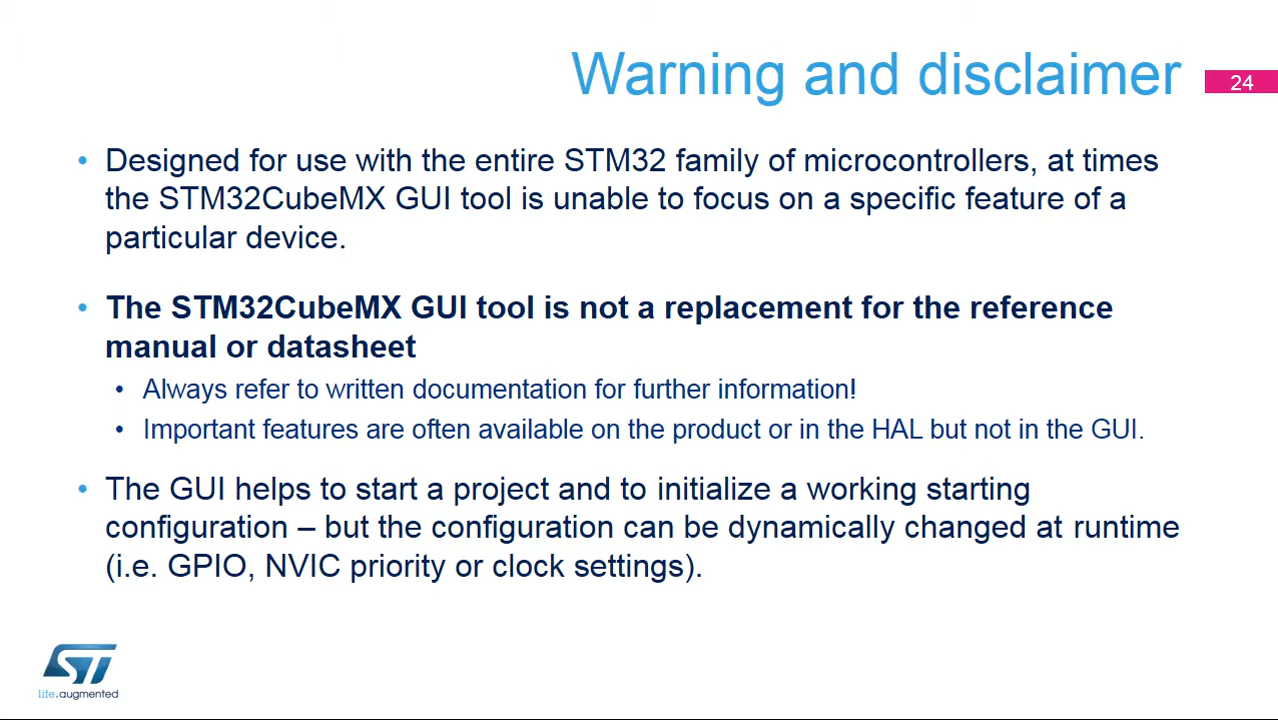 Warning and disclaimer
24
• Designed for use with the entire STM32 family of microcontrollers, at times
the STM32CubeMX GUI tool is unable to focus on a specific feature of a
particular device.
• The STM32CubeMX GUI tool is not a replacement for the reference
manual or datasheet
• Always refer to written documentation for further information!
• Important features are often available on the product or in the HAL but not in the GUI.
• The GUI helps to start a project and to initialize a working starting
configuration – but the configuration can be dynamically changed at runtime
(i.e. GPIO, NVIC priority or clock settings).
ST
life.augmented